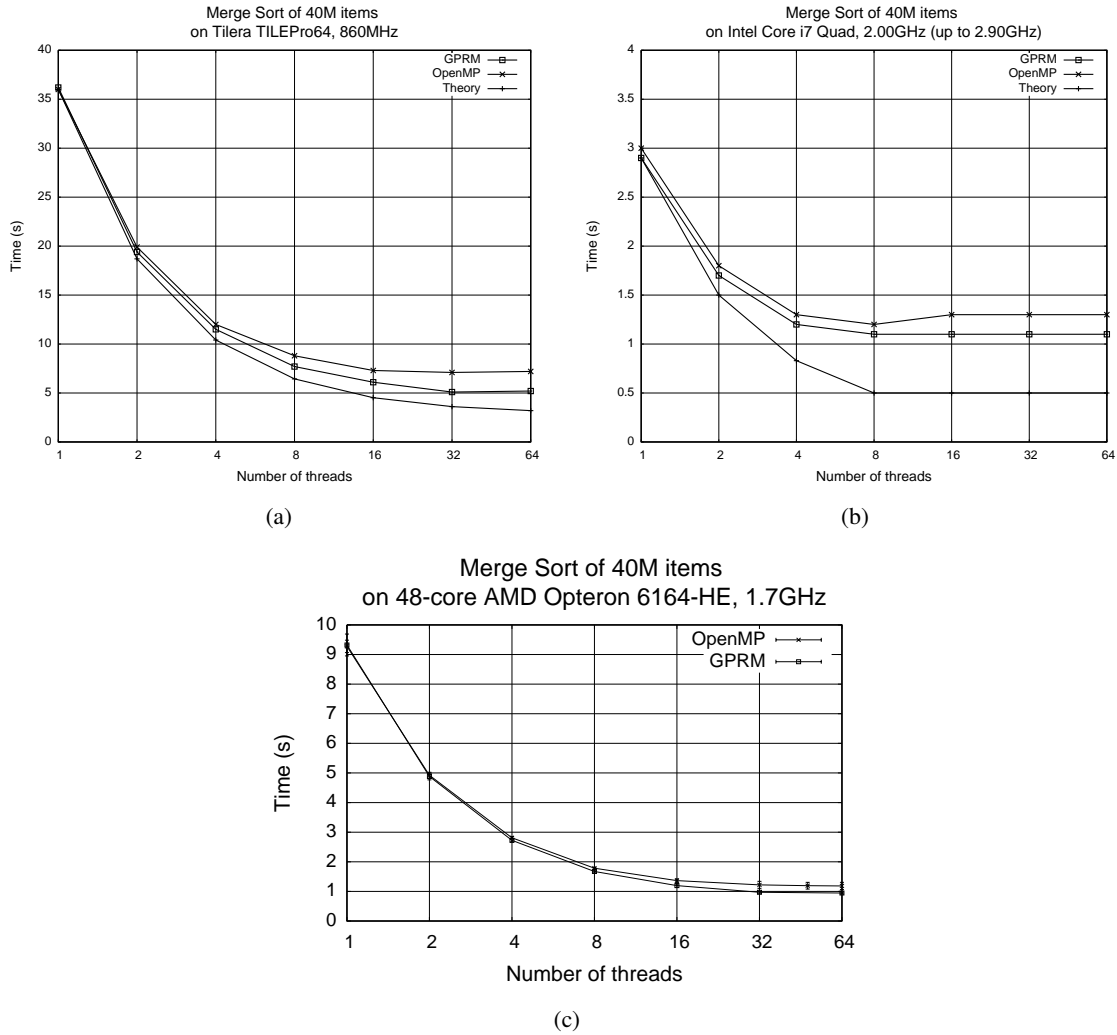 Merge Sort of 40M items
on Tilera TILEPro64, 860MHz
GPRM
OpenMP
Theory
40
35
30
25
20
15
10
5
0
Time (s)
1 2 4 8 16 32 64
Number of threads
(a)
Merge Sort of 40M items
on Intel Core i7 Quad, 2.00GHz (up to 2.90GHz)
GPRM
OpenMP
Theory
4
3.5
3
2.5
2
1.5
1
0.5
0
Time (s)
1 2 4 8 16 32 64
Number of threads
(b)
Merge Sort of 40M items
on 48-core AMD Opteron 6164-HE, 1.7GHz
OpenMP
GPRM
10
9
8
7
6
5
4
3
2
1
0
Time (s)
1 2 4 8 16 32 64
Number of threads
(c)